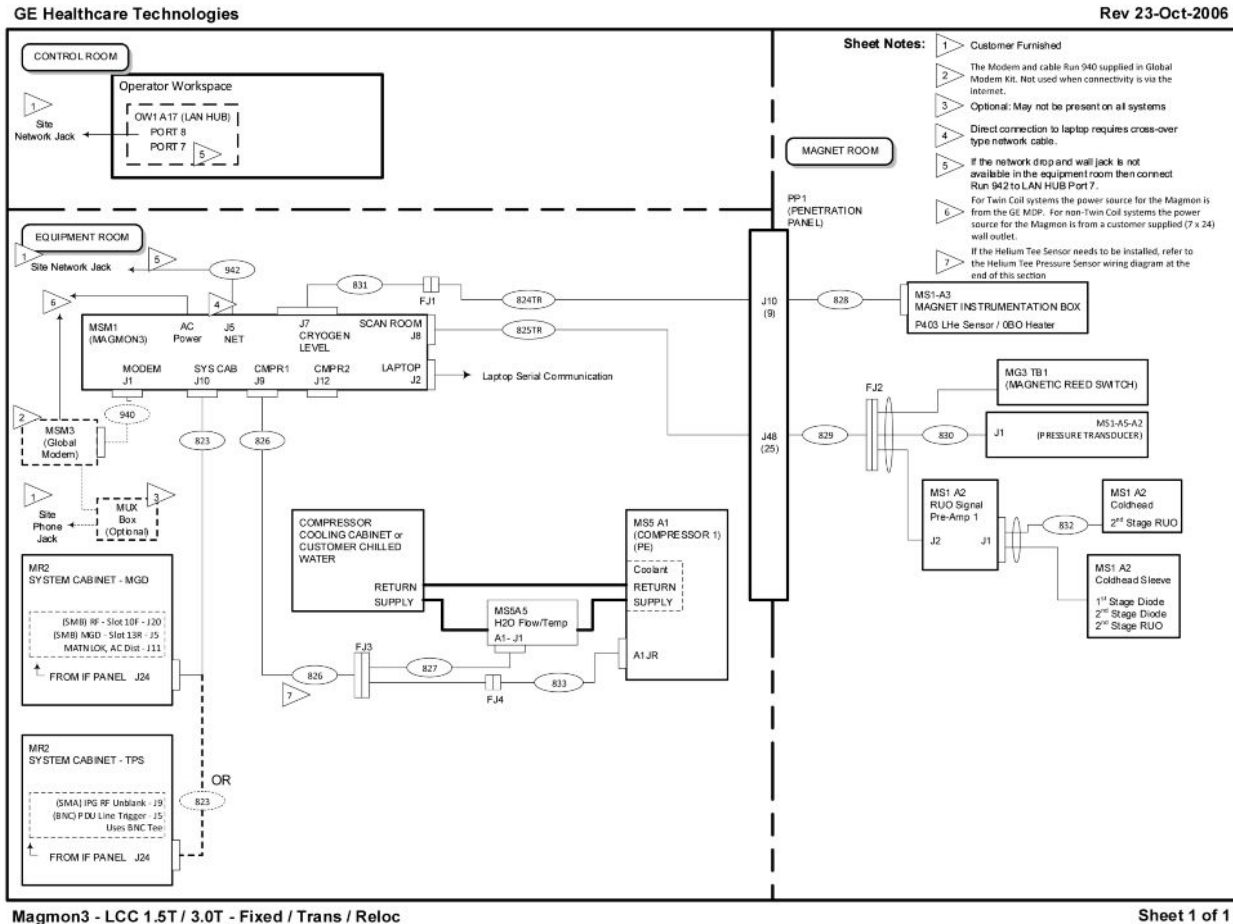 GE Healthcare Technologies
Rev 23-Oct-2006
CONTROL ROOM
Operator Workspace
1
Site
Network Jack
OW1 A17 (LAN HUB)
PORT 8
PORT 7
5
Sheet Notes:
1
Customer Furnished
2
The Modem and cable Run 940 supplied in Global
Modem Kit. Not used when connectivity is via the
internet.
3
Optional: May not be present on all systems
4
Direct connection to laptop requires cross-over
type network cable.
5
If the network drop and wall jack is not
available in the equipment room then connect
Run 942 to LAN HUB Port 7.
6
For Twin Coil systems the power source for the Magmon is
from the GE MDP. For non-Twin Coil systems the power
source for the Magmon is from a customer supplied (7 x 24)
wall outlet.
7
If the Helium Tee Sensor needs to be installed, refer to
the Helium Tee Pressure Sensor wiring diagram at the
end of this section
MAGNET ROOM
PP1
(PENETRATION
PANEL)
J10
(9)
J48
(25)
EQUIPMENT ROOM
1
Site Network Jack
5
942
6
4
831
FJ1
824TR
825TR
MSM1
(MAGMON3)
AC
Power
J5
NET
J7
CRYOGEN
LEVEL
SCAN ROOM
J8
MODEM
J1
SYS CAB
J10
CMPR1
J9
CMPR2
J12
LAPTOP
J2
Laptop Serial Communication
828
MS1-A3
MAGNET INSTRUMENTATION BOX
P403 LHe Sensor / 0BO Heater
FJ2
MG3 TB1
(MAGNETIC REED SWITCH)
829
830
J1
MS1-A5-A2
(PRESSURE TRANSDUCER)
MS1 A2
RUO Signal
Pre-Amp 1
J2
J1
832
MS1 A2
Coldhead
2nd Stage RUO
MS1 A2
Coldhead Sleeve
1st Stage Diode
2nd Stage Diode
2nd Stage RUO
2
MSM3
(Global
Modem)
940
823
826
1
Site
Phone
Jack
MUX
Box
(Optional)
3
COMPRESSOR
COOLING CABINET or
CUSTOMER CHILLED
WATER
RETURN
SUPPLY
MS5A5
H2O Flow/Temp
A1- J1
MS5 A1
(COMPRESSOR 1)
(PE)
Coolant
RETURN
SUPPLY
A1JR
826
7
FJ3
827
FJ4
833
MR2
SYSTEM CABINET - MGD
(SMB) RF - Slot 10F - J20
(SMB) MGD - Slot 13R - J5
MATNLOK, AC Dist - J11
FROM IF PANEL J24
MR2
SYSTEM CABINET - TPS
(SMA) IPG RF Unblank - J9
(BNC) PDU Line Trigger - J5
Uses BNC Tee
FROM IF PANEL J24
OR
823
Magmon3 - LCC 1.5T / 3.0T - Fixed / Trans / Reloc
Sheet 1 of 1